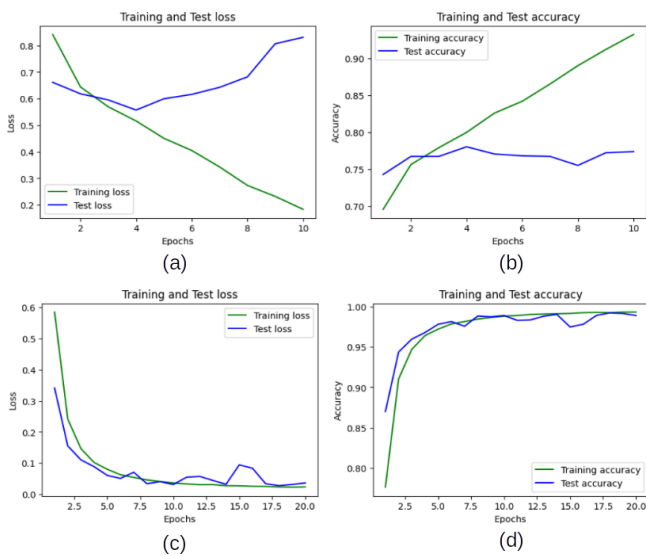 Training and Test loss
Loss
0.8
0.7
0.6
0.5
0.4
0.3
0.2
Training loss
Test loss
2 4 6 8 10
Epochs
(a)
Training and Test accuracy
Accuracy
0.90
0.85
0.80
0.75
0.70
Training accuracy
Test accuracy
2 4 6 8 10
Epochs
(b)
Training and Test loss
Loss
0.6
0.5
0.4
0.3
0.2
0.1
0.0
Training loss
Test loss
2.5 5.0 7.5 10.0 12.5 15.0 17.5 20.0
Epochs
(c)
Training and Test accuracy
Accuracy
1.00
0.95
0.90
0.85
0.80
Training accuracy
Test accuracy
2.5 5.0 7.5 10.0 12.5 15.0 17.5 20.0
Epochs
(d)